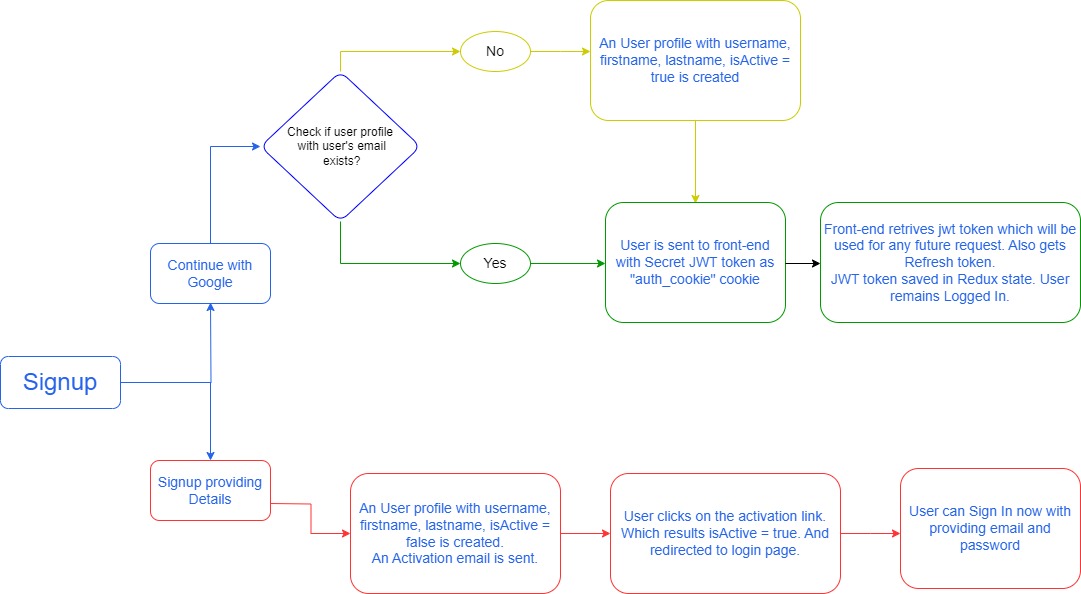 No
An User profile with username,
firstname, lastname, isActive =
true is created
Check if user profile
with user's email
exists?
Continue with
Google
Yes
User is sent to front-end
with Secret JWT token as
"auth_cookie" cookie
Front-end retrives jwt token which will be
used for any future request. Also gets
Refresh token.
JWT token saved in Redux state. User
remains Logged In.
Signup
Signup providing
Details
An User profile with username,
firstname, lastname, isActive =
false is created.
An Activation email is sent.
User clicks on the activation link.
Which results isActive = true. And
redirected to login page.
User can Sign In now with
providing email and
password